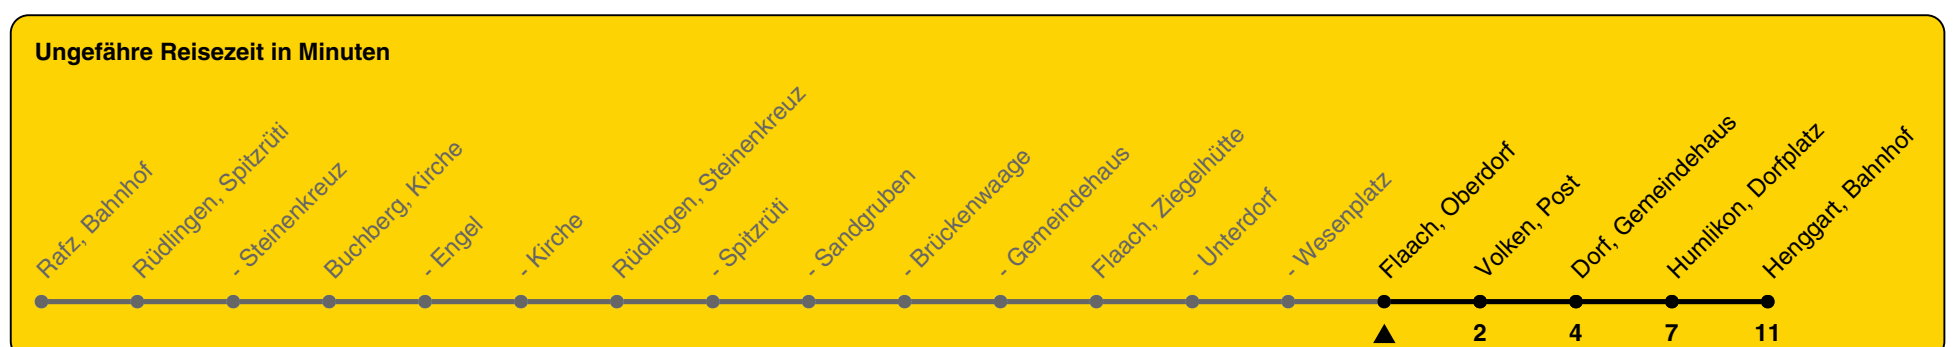 Ungefähre Reisezeit in Minuten
Rafz, Bahnhof
Rüdlingen, Spitzrüti
- Steinenkreuz
Buchberg, Kirche
- Engel
- Kirche
Rüdlingen, Steinenkreuz
- Spitzrüti
- Sandgruben
- Brückenwaage
- Gemeindehaus
Flaach, Ziegelhütte
- Unterdorf
- Wesenplatz
Flaach, Oberdorf
Volken, Post
Dorf, Gemeindehaus
Humlikon, Dorfplatz
Henggart, Bahnhof
2 4 7 11